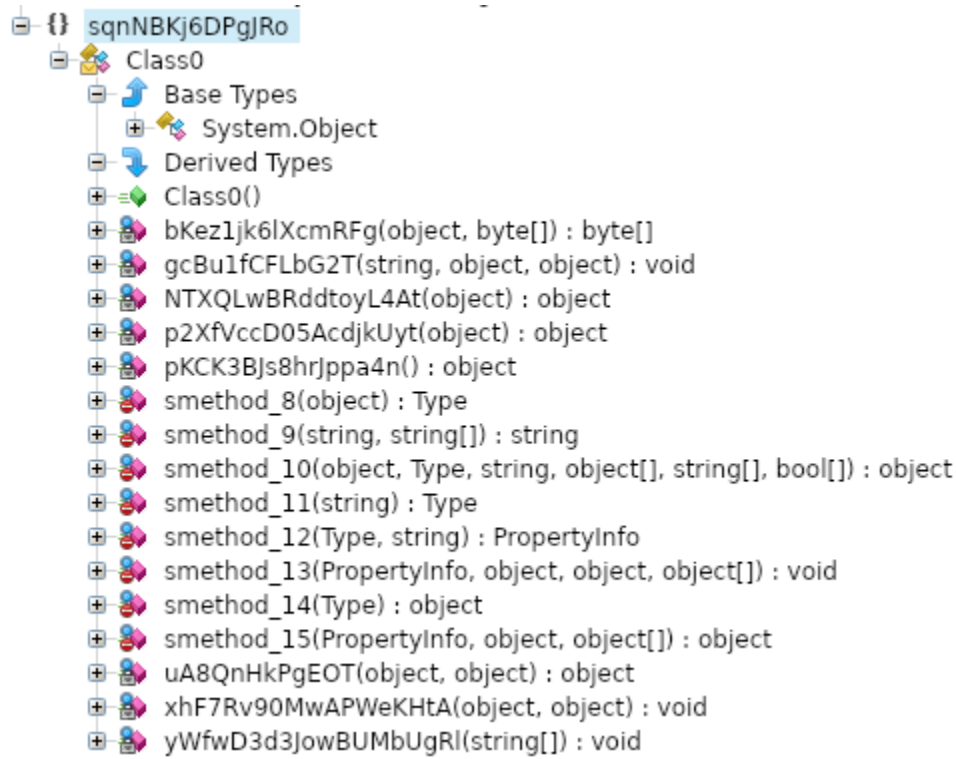 {} sqnNBKj6DPgJRo
Class0
Base Types
System.Object
Derived Types
Class0()
bKez1jk6lXcmRFg(object, byte[]) : byte[]
gcBu1fCFLbG2T(string, object, object) : void
NTXQLwBRddtoyL4At(object) : object
p2XfVccD05AcdjkUyt(object) : object
pKCK3BJs8hrJppa4n() : object
smethod_8(object) : Type
smethod_9(string, string[]) : string
smethod_10(object, Type, string, object[], string[], bool[]) : object
smethod_11(string) : Type
smethod_12(Type, string) : PropertyInfo
smethod_13(PropertyInfo, object, object, object[]) : void
smethod_14(Type) : object
smethod_15(PropertyInfo, object, object[]) : object
uA8QnHkPgEOT(object, object) : object
xhF7Rv90MwAPWeKHtA(object, object) : void
yWfwD3d3JowBUMbUgRl(string[]) : void